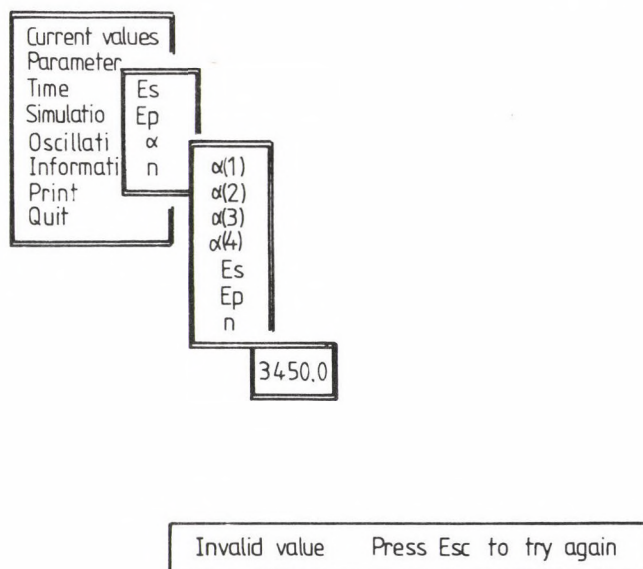 Current values
Parameter
Time
Simulatio
Oscillati
Informati
Print
Quit
Es
Ep
α
n
α(1)
α(2)
α(3)
α(4)
Es
Ep
n
3450.0
Invalid value Press Esc to try again